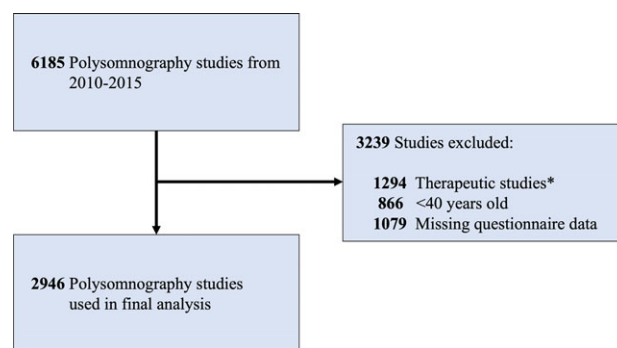 6185 Polysomnography studies from
2010-2015
3239 Studies excluded:
1294 Therapeutic studies*
866 <40 years old
1079 Missing questionnaire data
2946 Polysomnography studies
used in final analysis